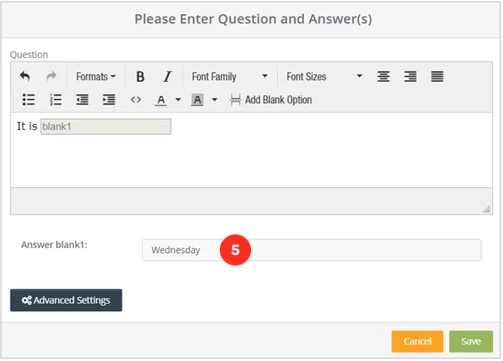 Please Enter Question and Answer(s)
Question
Formats B I Font Family Font Sizes
A A Add Blank Option
It is blank1
Answer blank1: Wednesday 5
Advanced Settings
Cancel Save